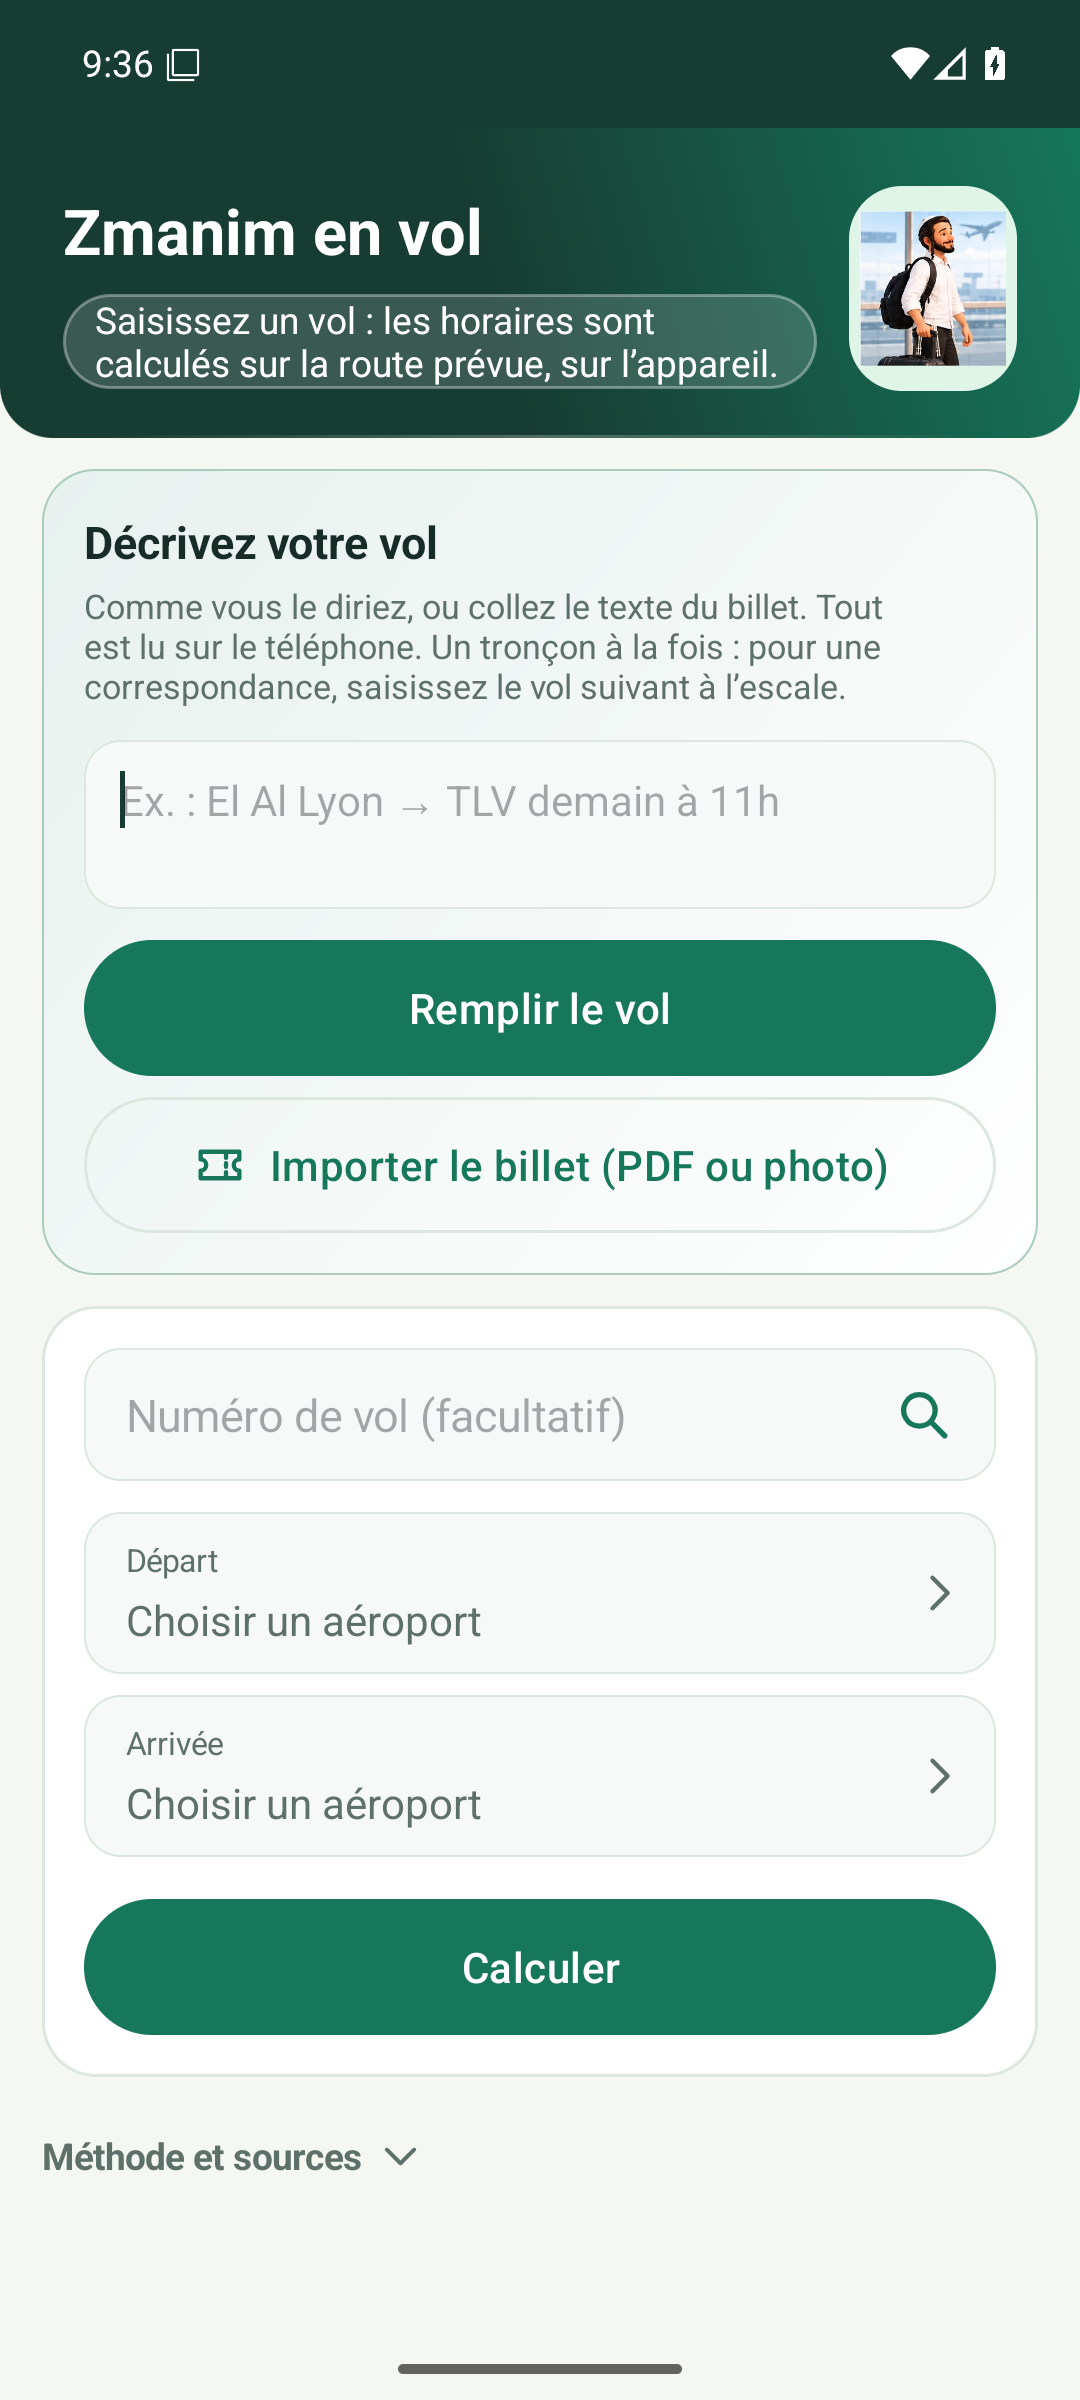 9:36
Zmanim en vol
Saisissez un vol : les horaires sont
calculés sur la route prévue, sur l’appareil.
Décrivez votre vol
Comme vous le diriez, ou collez le texte du billet. Tout
est lu sur le téléphone. Un tronçon à la fois : pour une
correspondance, saisissez le vol suivant à l’escale.
Ex. : El Al Lyon → TLV demain à 11h
Remplir le vol
Importer le billet (PDF ou photo)
Numéro de vol (facultatif)
Départ
Choisir un aéroport
Arrivée
Choisir un aéroport
Calculer
Méthode et sources